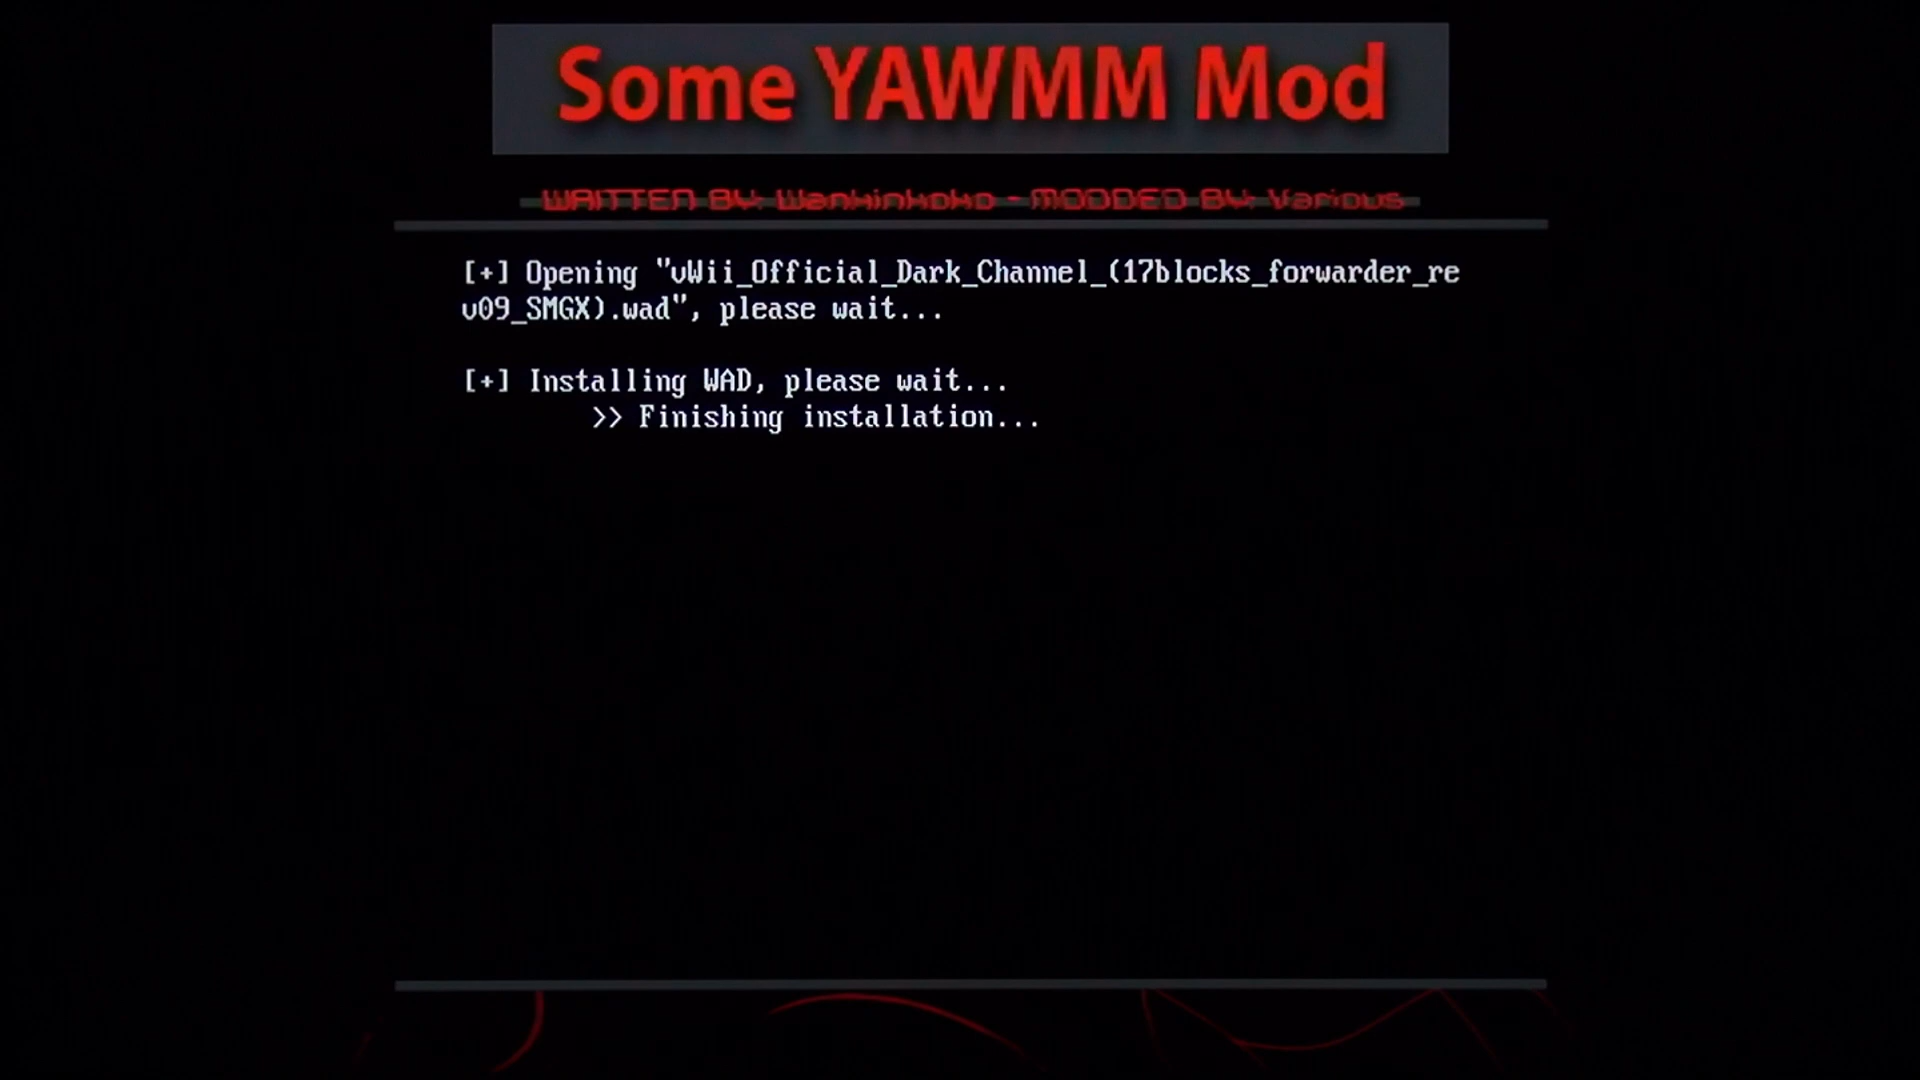 Some YAWMM Mod
WRITTEN BY: Waninkoko - MODDED BY: Various
[+] Opening "vWii_Official_Dark_Channel_(17blocks_forwarder_re
v09_SMGX).wad", please wait...
[+] Installing WAD, please wait...
>> Finishing installation...